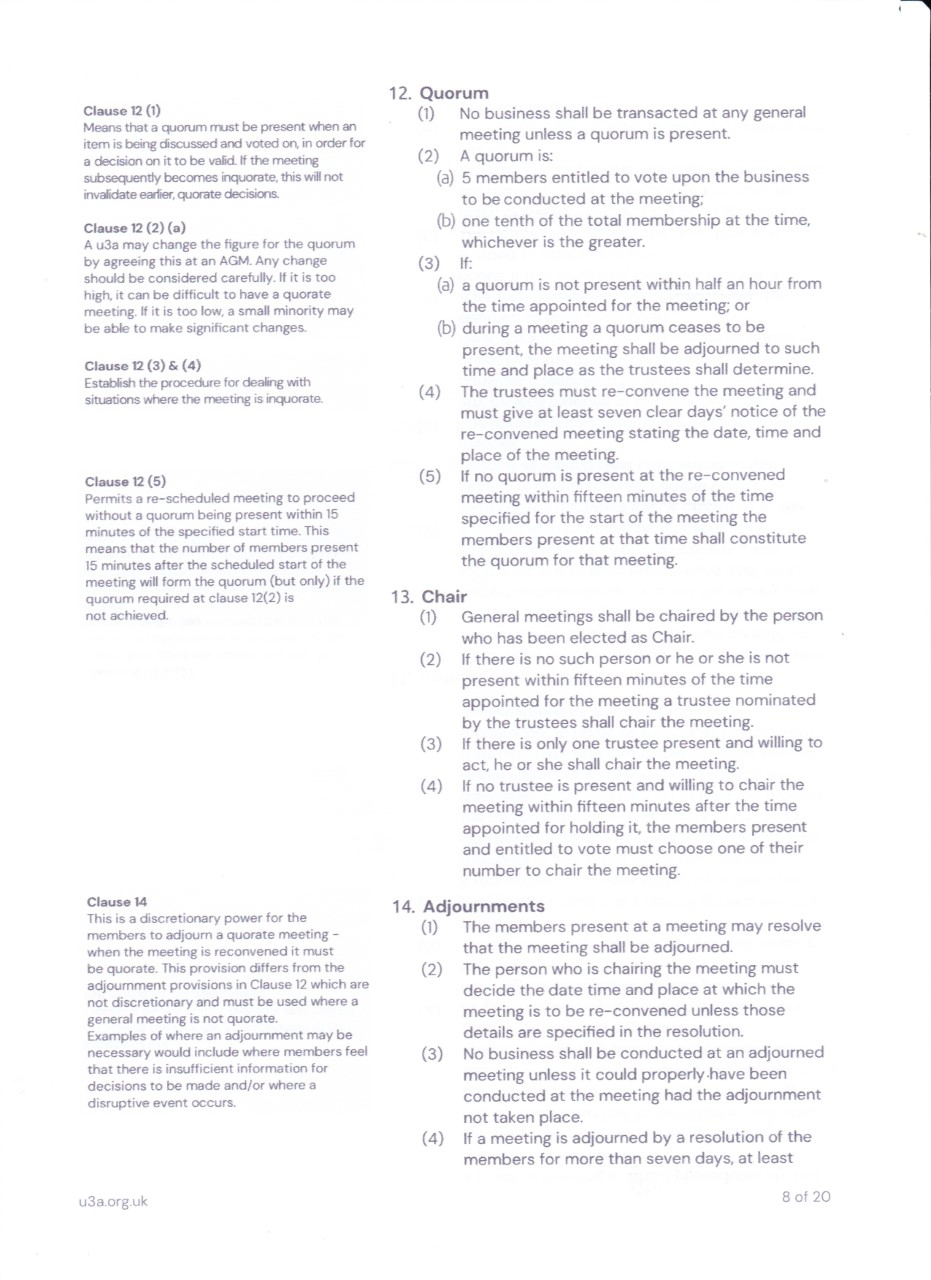 Clause 12 (1)
Means that a quorum must be present when an
item is being discussed and voted on, in order for
a decision on it to be valid. If the meeting
subsequently becomes inquorate, this will not
invalidate earlier, quorate decisions.
Clause 12 (2) (a)
A u3a may change the figure for the quorum
by agreeing this at an AGM. Any change
should be considered carefully. If it is too
high, it can be difficult to have a quorate
meeting. If it is too low, a small minority may
be able to make significant changes.
Clause 12 (3) & (4)
Establish the procedure for dealing with
situations where the meeting is inquorate.
Clause 12 (5)
Permits a re-scheduled meeting to proceed
without a quorum being present within 15
minutes of the specified start time. This
means that the number of members present
15 minutes after the scheduled start of the
meeting will form the quorum (but only) if the
quorum required at clause 12(2) is
not achieved.
Clause 14
This is a discretionary power for the
members to adjourn a quorate meeting –
when the meeting is reconvened it must
be quorate. This provision differs from the
adjournment provisions in Clause 12 which are
not discretionary and must be used where a
general meeting is not quorate.
Examples of where an adjournment may be
necessary would include where members feel
that there is insufficient information for
decisions to be made and/or where a
disruptive event occurs.
12. Quorum
(1) No business shall be transacted at any general
meeting unless a quorum is present.
(2) A quorum is:
(a) 5 members entitled to vote upon the business
to be conducted at the meeting;
(b) one tenth of the total membership at the time,
whichever is the greater.
(3) If:
(a) a quorum is not present within half an hour from
the time appointed for the meeting; or
(b) during a meeting a quorum ceases to be
present, the meeting shall be adjourned to such
time and place as the trustees shall determine.
(4) The trustees must re-convene the meeting and
must give at least seven clear days' notice of the
re-convened meeting stating the date, time and
place of the meeting.
(5) If no quorum is present at the re-convened
meeting within fifteen minutes of the time
specified for the start of the meeting the
members present at that time shall constitute
the quorum for that meeting.
13. Chair
(1) General meetings shall be chaired by the person
who has been elected as Chair.
(2) If there is no such person or he or she is not
present within fifteen minutes of the time
appointed for the meeting a trustee nominated
by the trustees shall chair the meeting.
(3) If there is only one trustee present and willing to
act, he or she shall chair the meeting.
(4) If no trustee is present and willing to chair the
meeting within fifteen minutes after the time
appointed for holding it, the members present
and entitled to vote must choose one of their
number to chair the meeting.
14. Adjournments
(1) The members present at a meeting may resolve
that the meeting shall be adjourned.
(2) The person who is chairing the meeting must
decide the date time and place at which the
meeting is to be re-convened unless those
details are specified in the resolution.
(3) No business shall be conducted at an adjourned
meeting unless it could properly have been
conducted at the meeting had the adjournment
not taken place.
(4) If a meeting is adjourned by a resolution of the
members for more than seven days, at least
u3a.org.uk
8 of 20